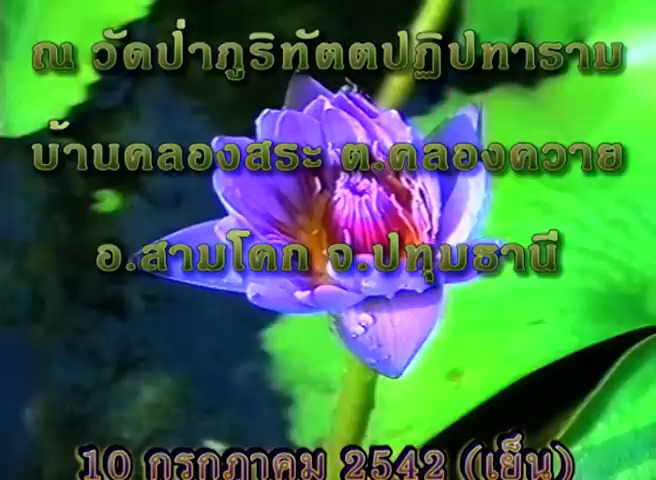 ณ วัดป่าภูริทัตตปฏิปทาราม
บ้านคลองสระ ต.คลองควาย
อ.สามโคก จ.ปทุมธานี
10 กรกฎาคม 2542 (เย็น)